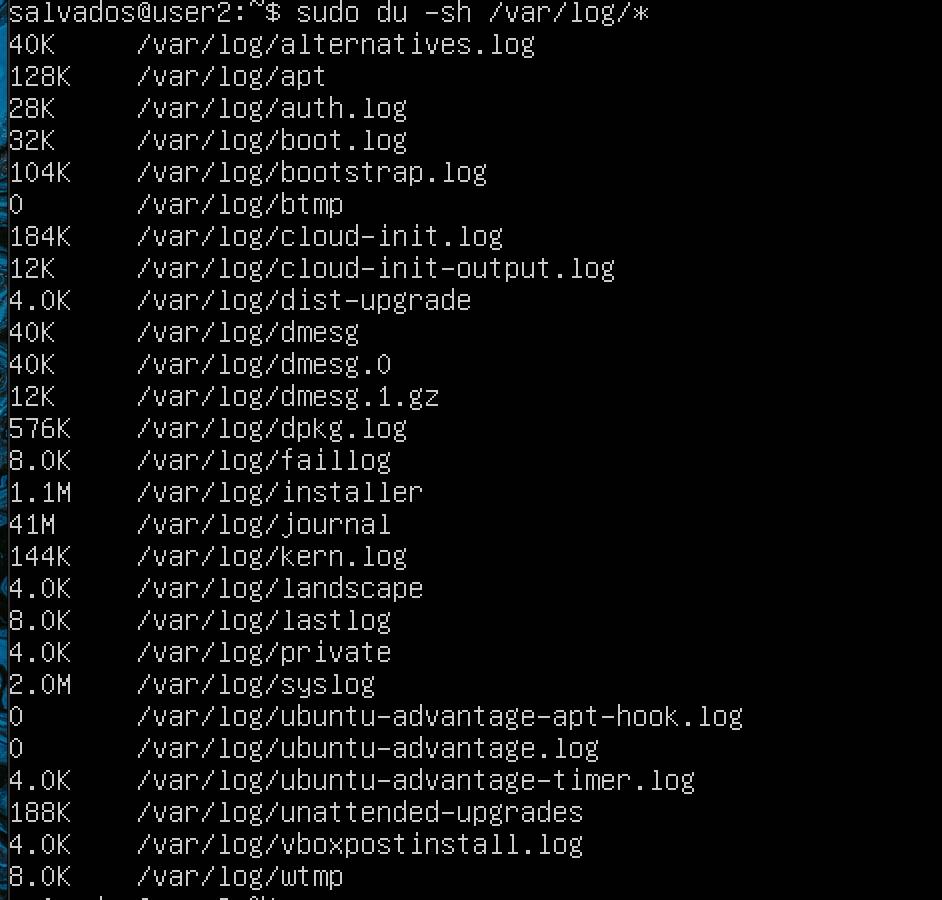 salvados@user2:~$ sudo du -sh /var/log/*
40K /var/log/alternatives.log
128K /var/log/apt
28K /var/log/auth.log
32K /var/log/boot.log
104K /var/log/bootstrap.log
0 /var/log/btmp
184K /var/log/cloud-init.log
12K /var/log/cloud-init-output.log
4.0K /var/log/dist-upgrade
40K /var/log/dmesg
40K /var/log/dmesg.0
12K /var/log/dmesg.1.gz
576K /var/log/dpkg.log
8.0K /var/log/faillog
1.1M /var/log/installer
41M /var/log/journal
144K /var/log/kern.log
4.0K /var/log/landscape
8.0K /var/log/lastlog
4.0K /var/log/private
2.0M /var/log/syslog
0 /var/log/ubuntu-advantage-apt-hook.log
0 /var/log/ubuntu-advantage.log
4.0K /var/log/ubuntu-advantage-timer.log
188K /var/log/unattended-upgrades
4.0K /var/log/vboxpostinstall.log
8.0K /var/log/wtmp